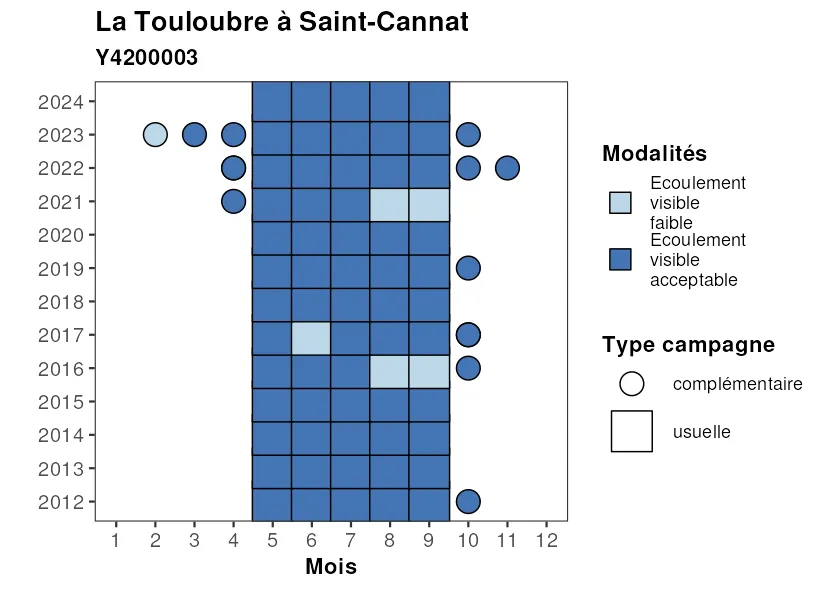 La Touloubre à Saint-Cannat
Y4200003
2024
2023
2022
2021
2020
2019
2018
2017
2016
2015
2014
2013
2012
1 2 3 4 5 6 7 8 9 10 11 12
Mois
Modalités
Ecoulement
visible
faible
Ecoulement
visible
acceptable
Type campagne
complémentaire
usuelle